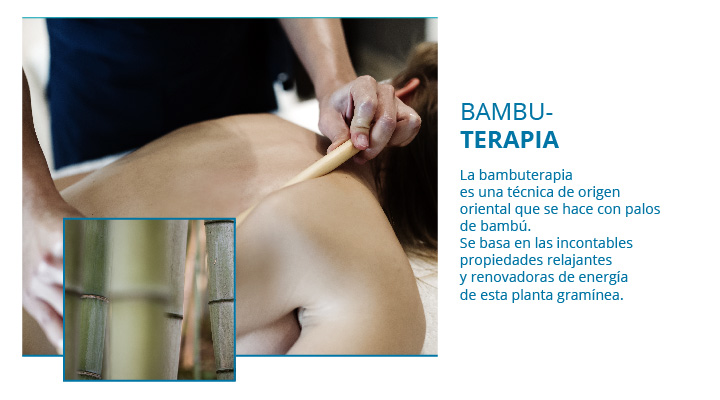 BAMBU-
TERAPIA
La bambuterapia
es una técnica de origen
oriental que se hace con palos
de bambú.
Se basa en las incontables
propiedades relajantes
y renovadoras de energía
de esta planta gramínea.